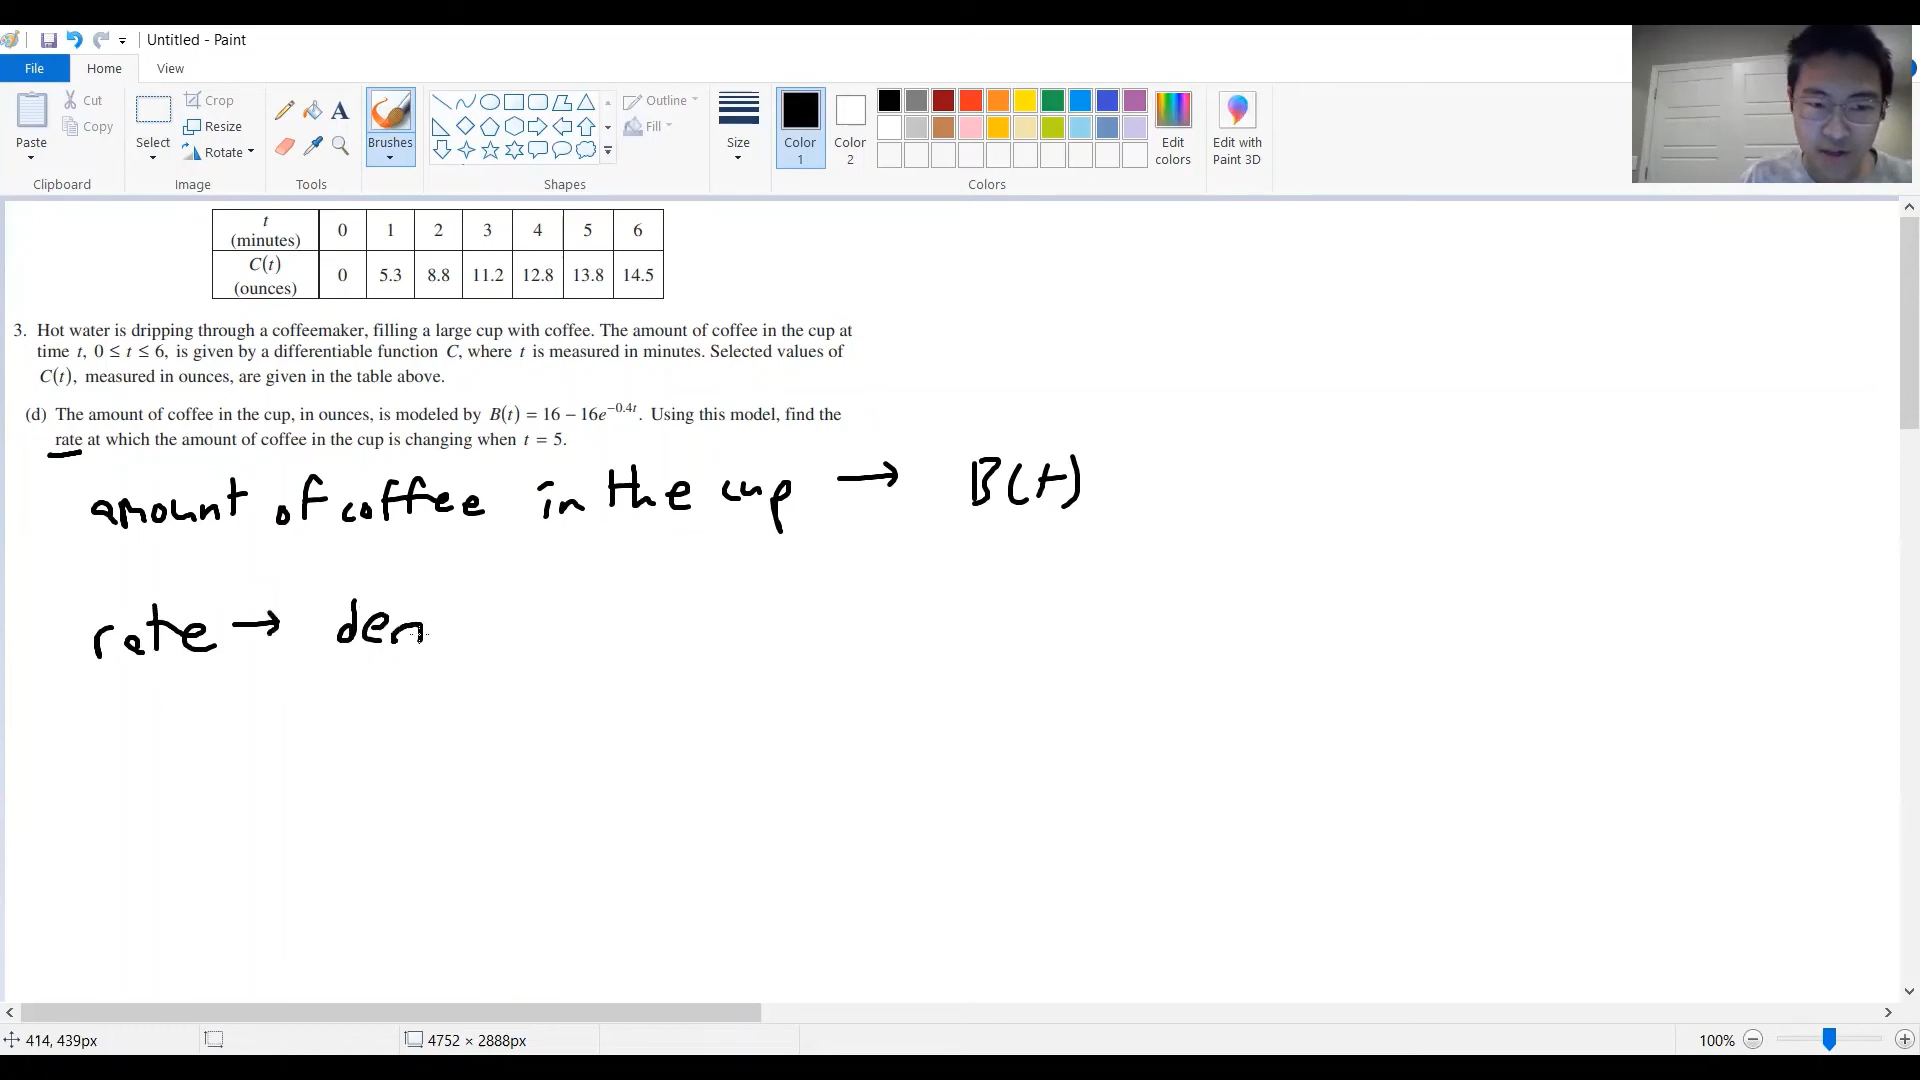 Untitled - Paint
File Home View
Paste
Cut
Copy
Clipboard
Select
Crop
Resize
Rotate
Image
Tools
Brushes
Outline
Fill
Shapes
Size
Color 1
Color 2
Edit colors
Colors
Edit with Paint 3D
t (minutes) 0 1 2 3 4 5 6
C(t) (ounces) 0 5.3 8.8 11.2 12.8 13.8 14.5
3. Hot water is dripping through a coffeemaker, filling a large cup with coffee. The amount of coffee in the cup at
time t, 0 ≤ t ≤ 6, is given by a differentiable function C, where t is measured in minutes. Selected values of
C(t), measured in ounces, are given in the table above.
(d) The amount of coffee in the cup, in ounces, is modeled by B(t) = 16 − 16e^−0.4t. Using this model, find the
rate at which the amount of coffee in the cup is changing when t = 5.
amount of coffee in the cup → B(t)
rate → der
414, 439px
4752 × 2888px
100%